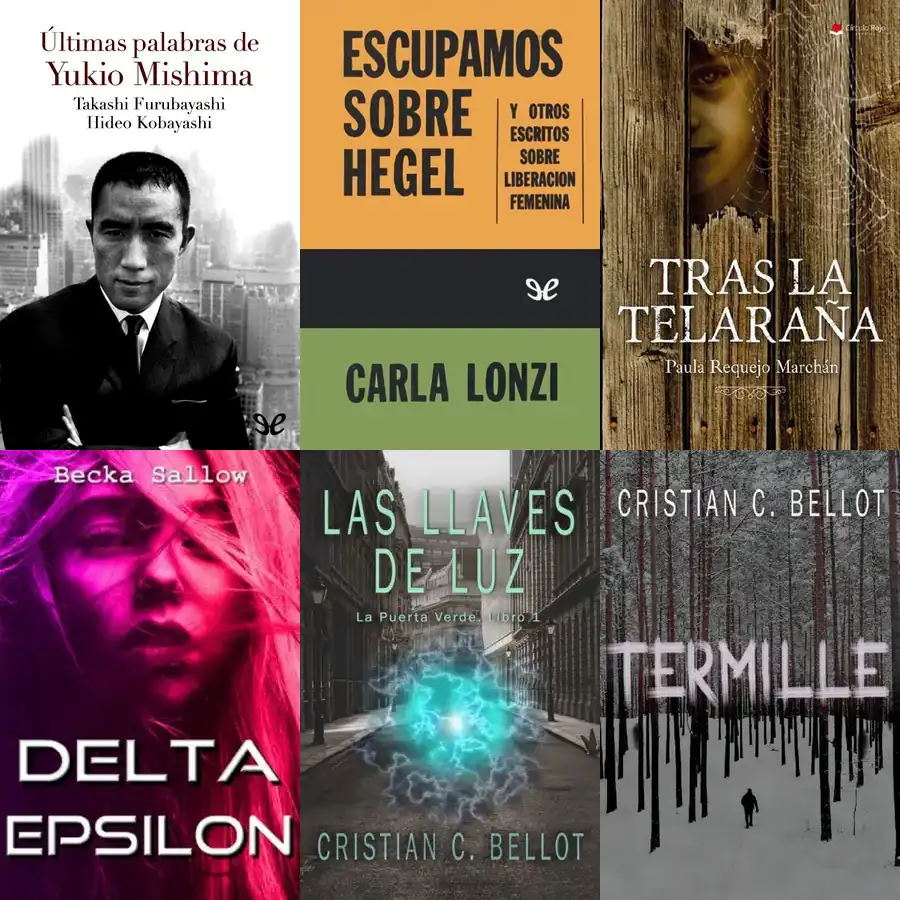 Últimas palabras de
Yukio Mishima
Takashi Furubayashi
Hideo Kobayashi
ESCUPAMOS
SOBRE
HEGEL
Y OTROS
ESCRITOS
SOBRE
LIBERACION
FEMENINA
CARLA LONZI
Círculo Rojo
TRAS LA
TELARAÑA
Paula Requejo Marchán
Becka Sallow
DELTA
EPSILON
LAS LLAVES
DE LUZ
La Puerta Verde. Libro 1
CRISTIAN C. BELLOT
CRISTIAN C. BELLOT
TERMILLE